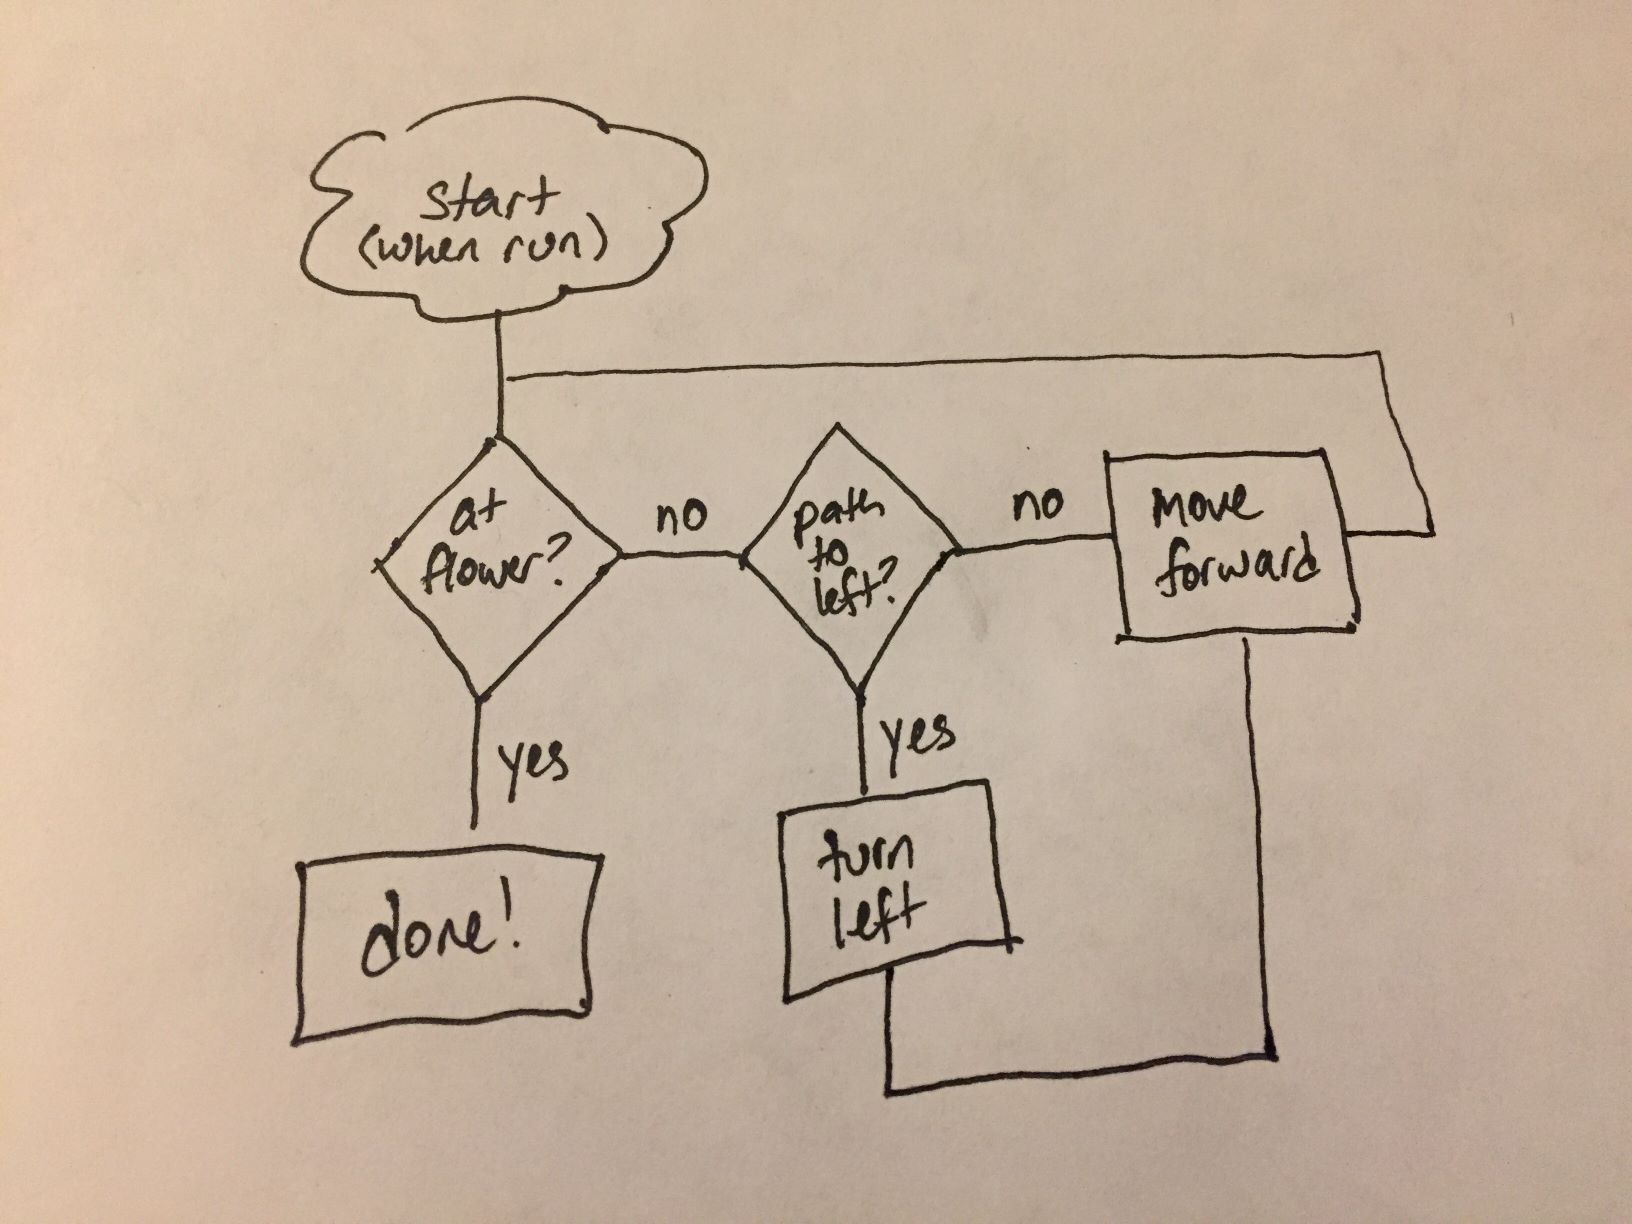 start
(when run)
at
flower?
no
path
to
left?
no
move
forward
yes
yes
turn
left
done!